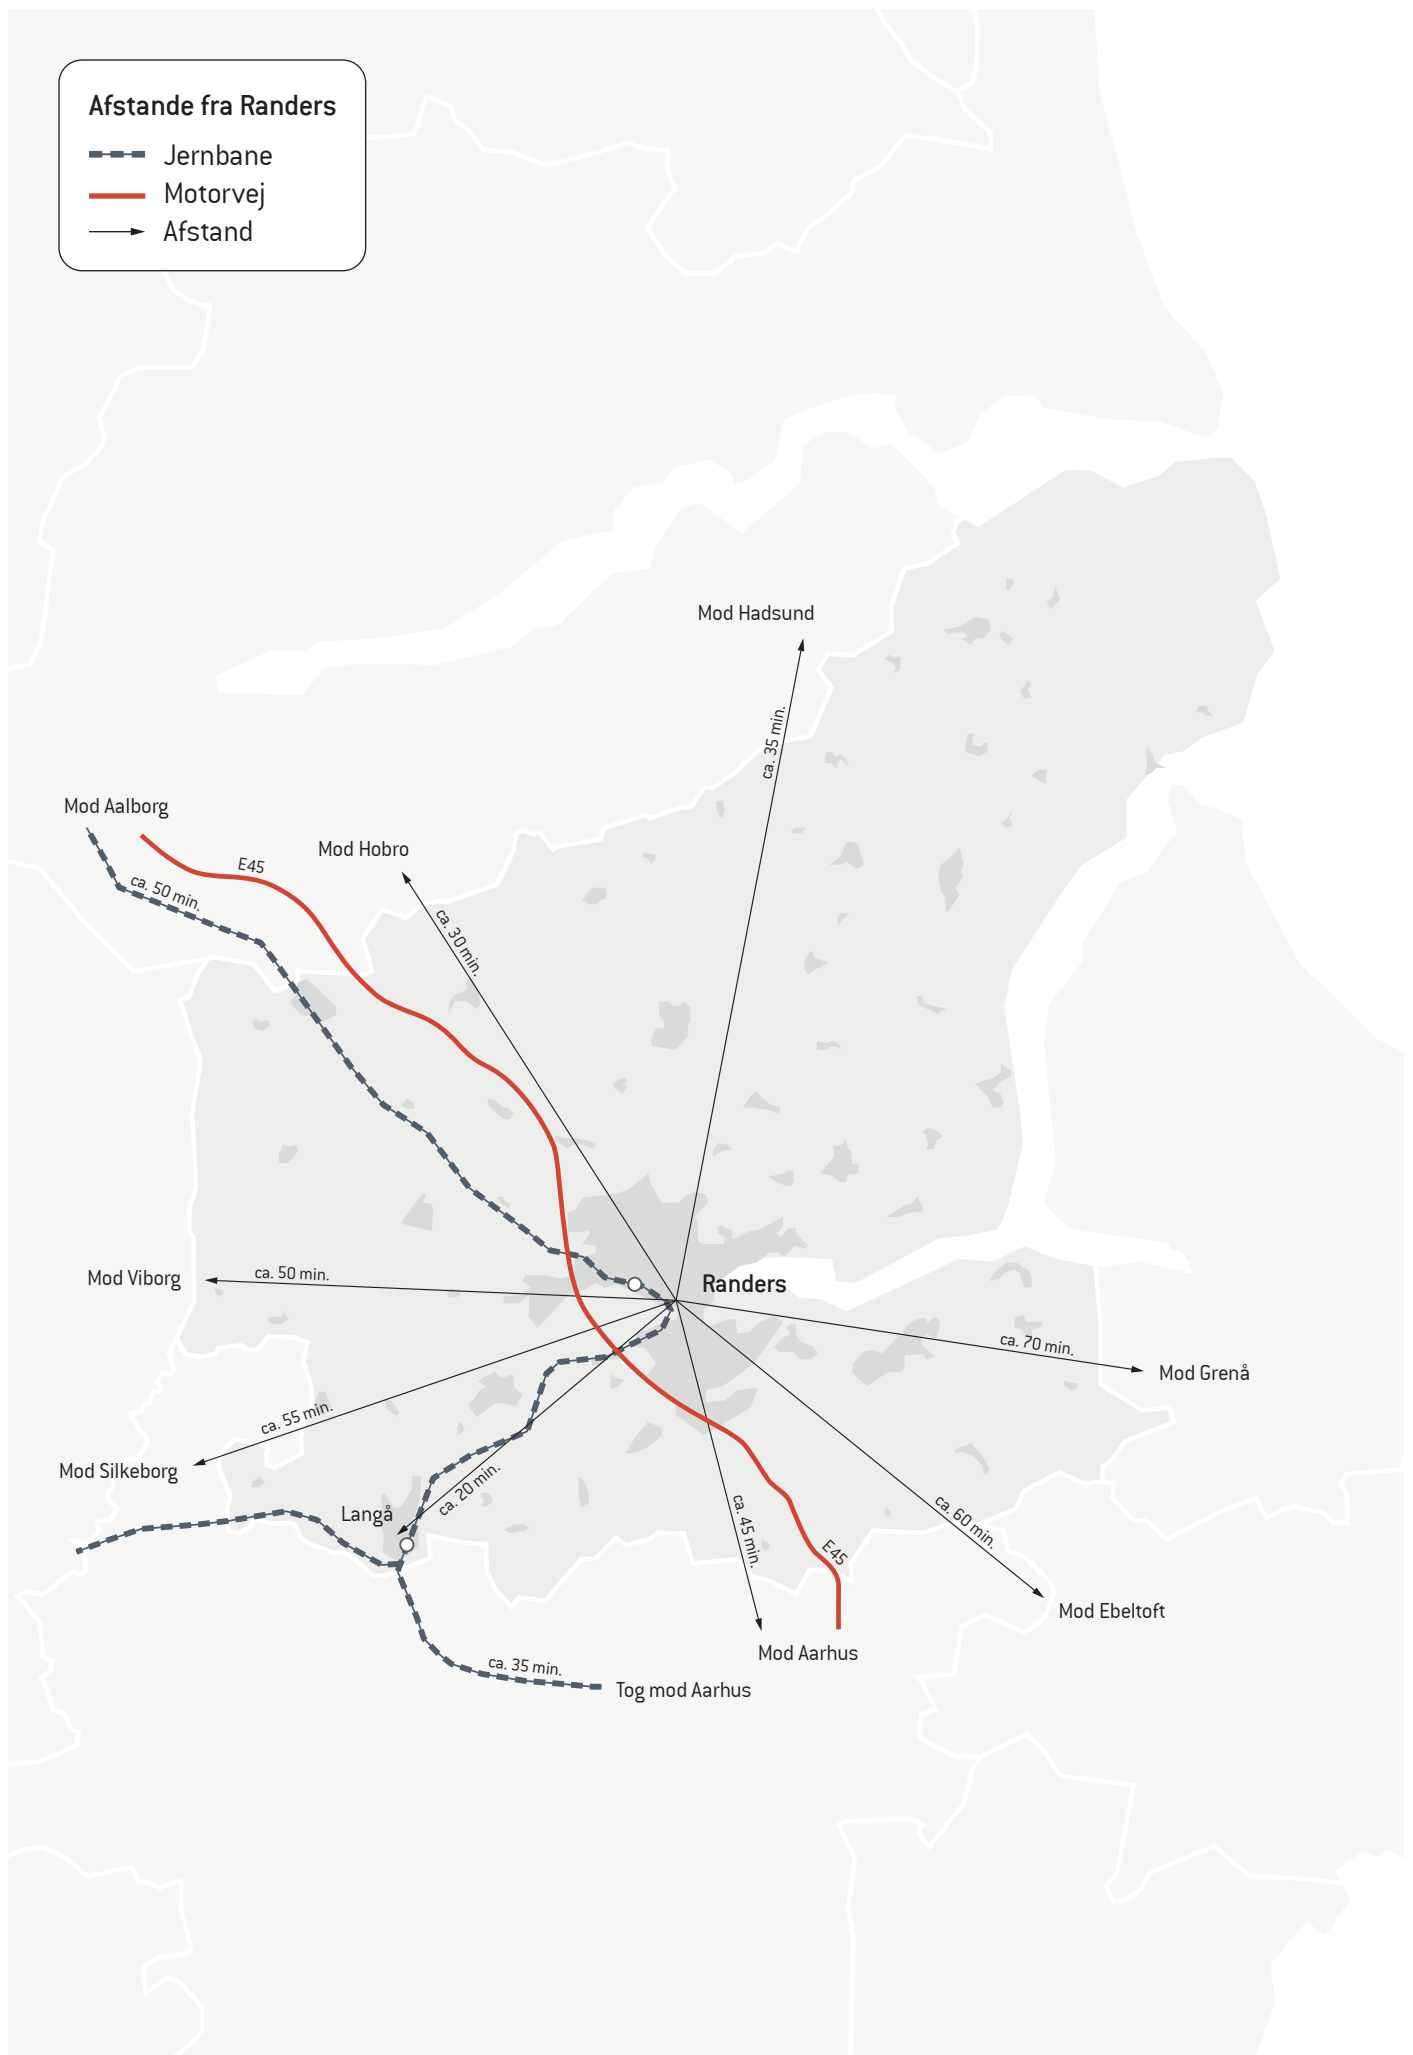 Afstande fra Randers
Jernbane
Motorvej
Afstand
Mod Hadsund
ca. 35 min.
Mod Aalborg
E45
ca. 50 min.
Mod Hobro
ca. 30 min.
Mod Viborg
ca. 50 min.
Randers
ca. 70 min.
Mod Grenå
ca. 55 min.
Mod Silkeborg
ca. 20 min.
Langå
ca. 45 min.
E45
ca. 60 min.
Mod Ebeltoft
Mod Aarhus
ca. 35 min.
Tog mod Aarhus